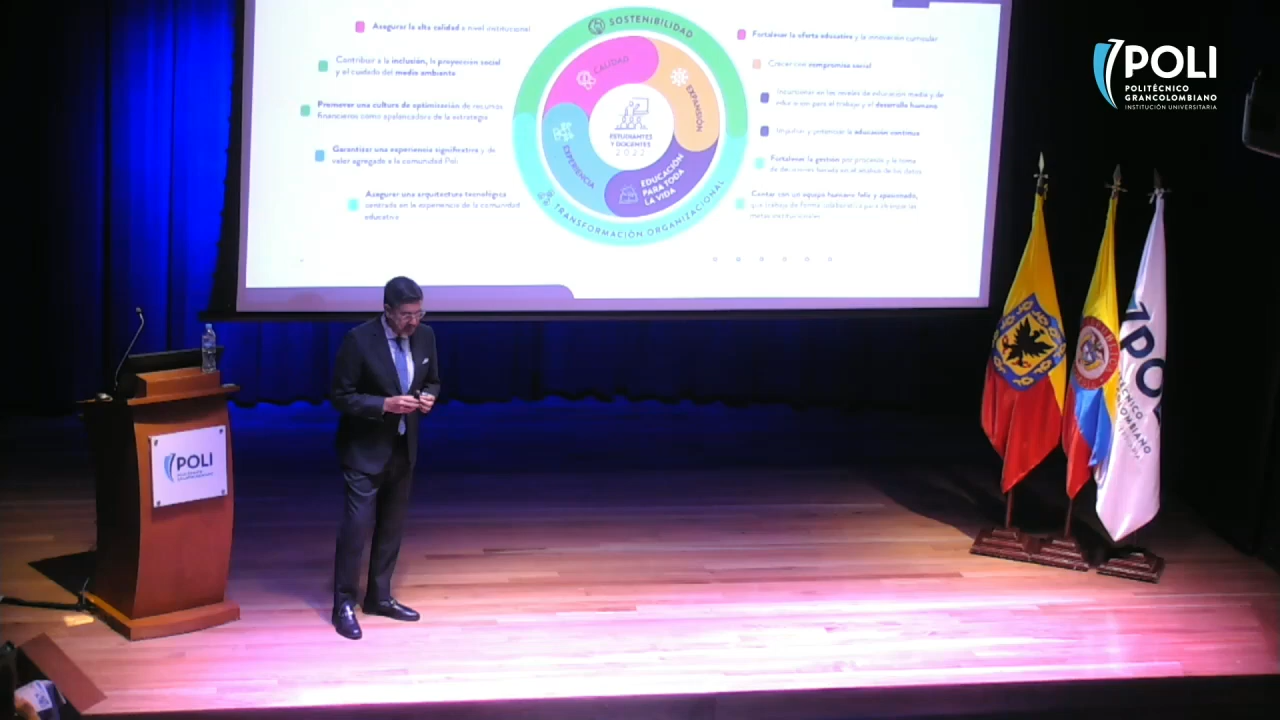 Asegurar la alta calidad a nivel institucional
Contribuir a la inclusión, la proyección social
y el cuidado del medio ambiente.
Promover una cultura de optimización de recursos
financieros como apalancadora de la estrategia
Garantizar una experiencia significativa y de
valor agregado a la comunidad Poli
Asegurar una arquitectura tecnológica
centrada en la experiencia de la comunidad
educativa
SOSTENIBILIDAD
CALIDAD
EXPANSIÓN
EXPERIENCIA
EDUCACIÓN
PARA TODA
LA VIDA
ESTUDIANTES
Y DOCENTES
2022
TRANSFORMACIÓN ORGANIZACIONAL
Fortalecer la oferta educativa y la innovación curricular
Crecer con compromiso social
Incursionar en los niveles de educación media y de
educación para el trabajo y el desarrollo humano
Impulsar y potenciar la educación continua
Fortalecer la gestión por procesos y la toma
de decisiones basada en el análisis de los datos
Contar con un equipo humano feliz y apasionado,
que trabaja de forma colaborativa para alcanzar las
metas institucionales
POLI
POLITÉCNICO
GRANCOLOMBIANO
INSTITUCIÓN UNIVERSITARIA
POLI
POLITÉCNICO
GRANCOLOMBIANO